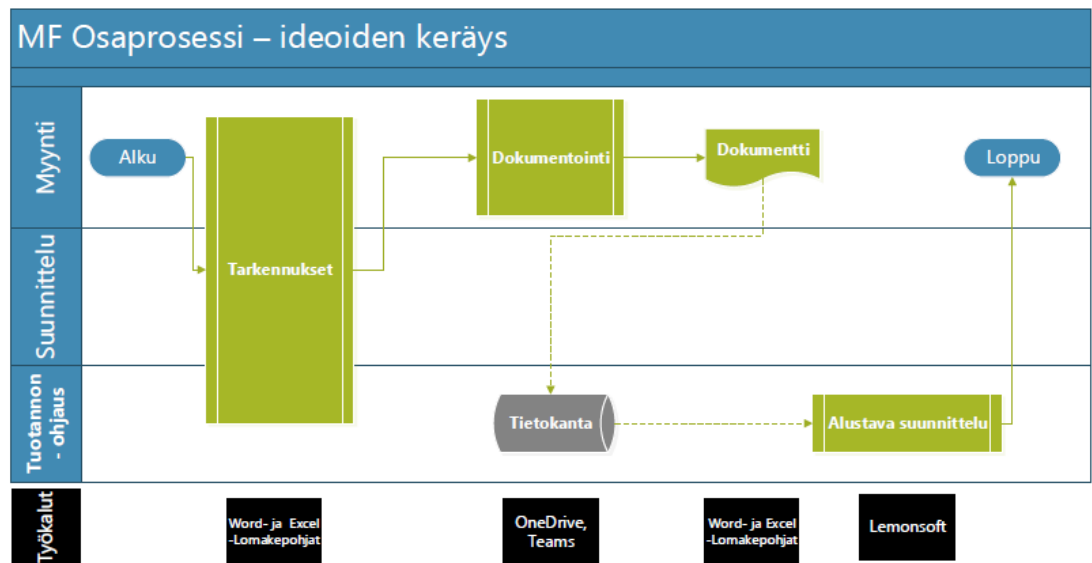 MF Osaprosessi – ideoiden keräys
Myynti
Alku
Dokumentointi
Dokumentti
Loppu
Suunnittelu
Tarkennukset
Tuotannon
- ohjaus
Tietokanta
Alustava suunnittelu
Työkalut
Word- ja Excel
-Lomakepohjat
OneDrive,
Teams
Word- ja Excel
-Lomakepohjat
Lemonsoft